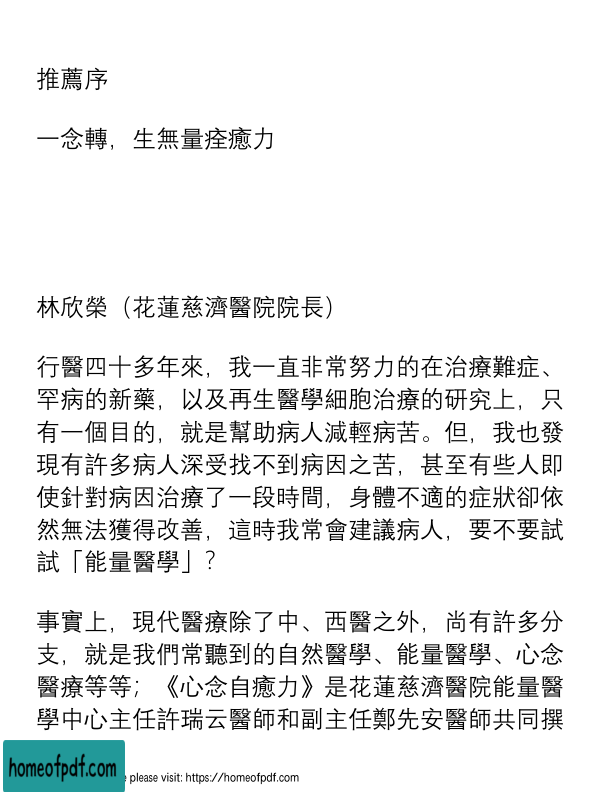 推薦序
一念轉，生無量痊癒力
林欣榮（花蓮慈濟醫院院長）
行醫四十多年來，我一直非常努力的在治療難症、
罕病的新藥，以及再生醫學細胞治療的研究上，只
有一個目的，就是幫助病人減輕病苦。但，我也發
現有許多病人深受找不到病因之苦，甚至有些人即
使針對病因治療了一段時間，身體不適的症狀卻依
然無法獲得改善，這時我常會建議病人，要不要試
試「能量醫學」？
事實上，現代醫療除了中、西醫之外，尚有許多分
支，就是我們常聽到的自然醫學、能量醫學、心念
醫療等等；《心念自癒力》是花蓮慈濟醫院能量醫
學中心主任許瑞云醫師和副主任鄭先安醫師共同撰
homeofpdf.com
please visit: https://homeofpdf.com